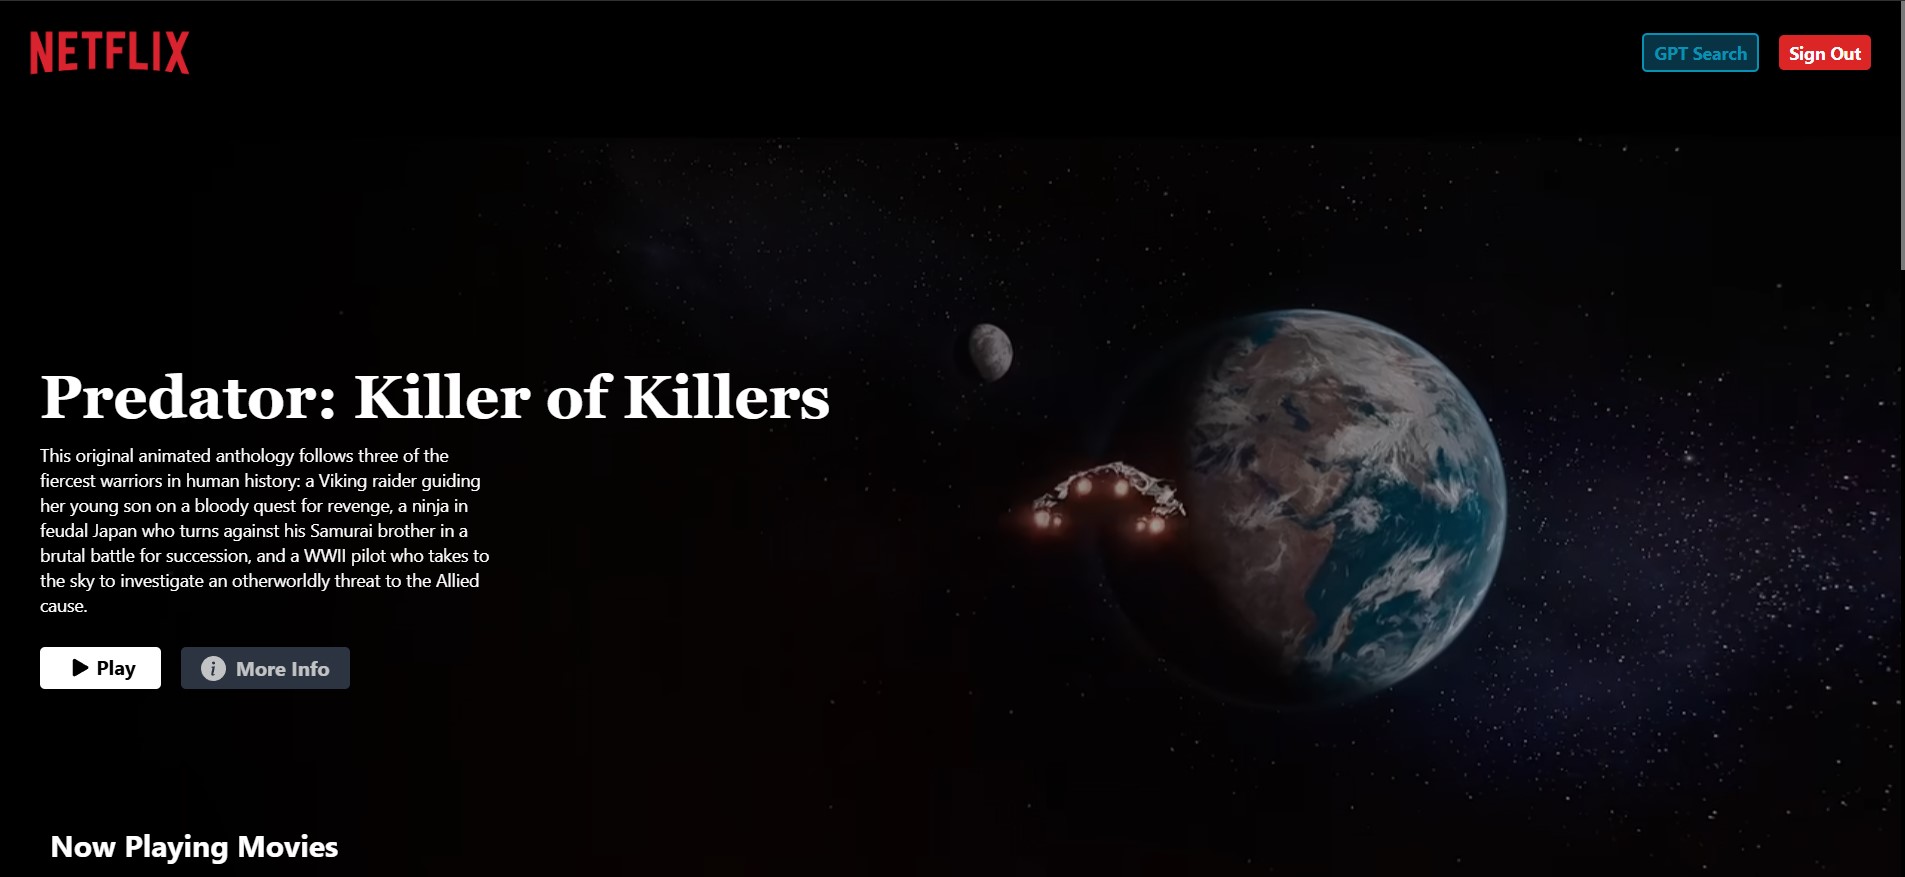 NETFLIX
GPT Search
Sign Out
Predator: Killer of Killers
This original animated anthology follows three of the
fiercest warriors in human history: a Viking raider guiding
her young son on a bloody quest for revenge, a ninja in
feudal Japan who turns against his Samurai brother in a
brutal battle for succession, and a WWII pilot who takes to
the sky to investigate an otherworldly threat to the Allied
cause.
Play
More Info
Now Playing Movies